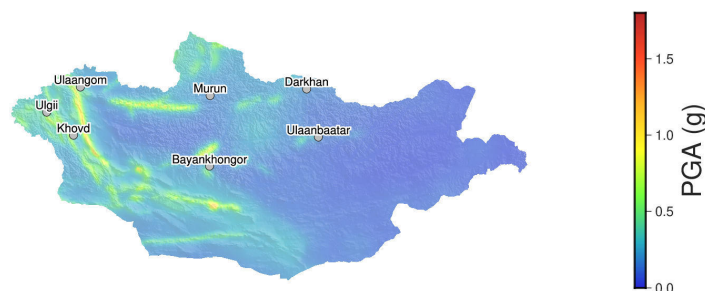 Ulaangom
Ulgii
Khovd
Murun
Darkhan
Ulaanbaatar
Bayankhongor
1.5
1.0
0.5
0.0
PGA (g)